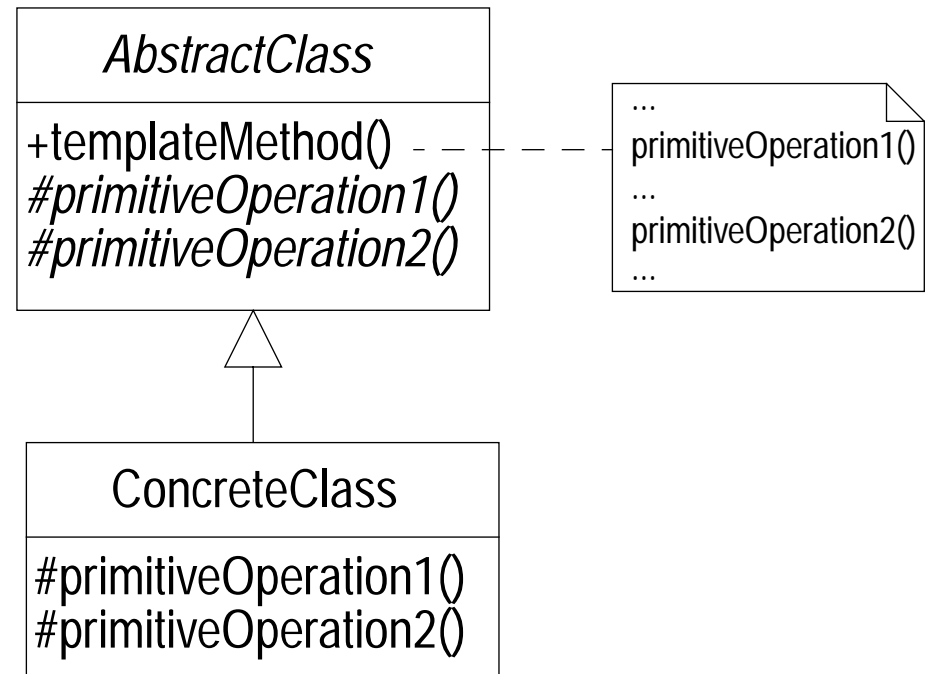 AbstractClass
+templateMethod()
#primitiveOperation1()
#primitiveOperation2()
...
primitiveOperation1()
...
primitiveOperation2()
...
ConcreteClass
#primitiveOperation1()
#primitiveOperation2()